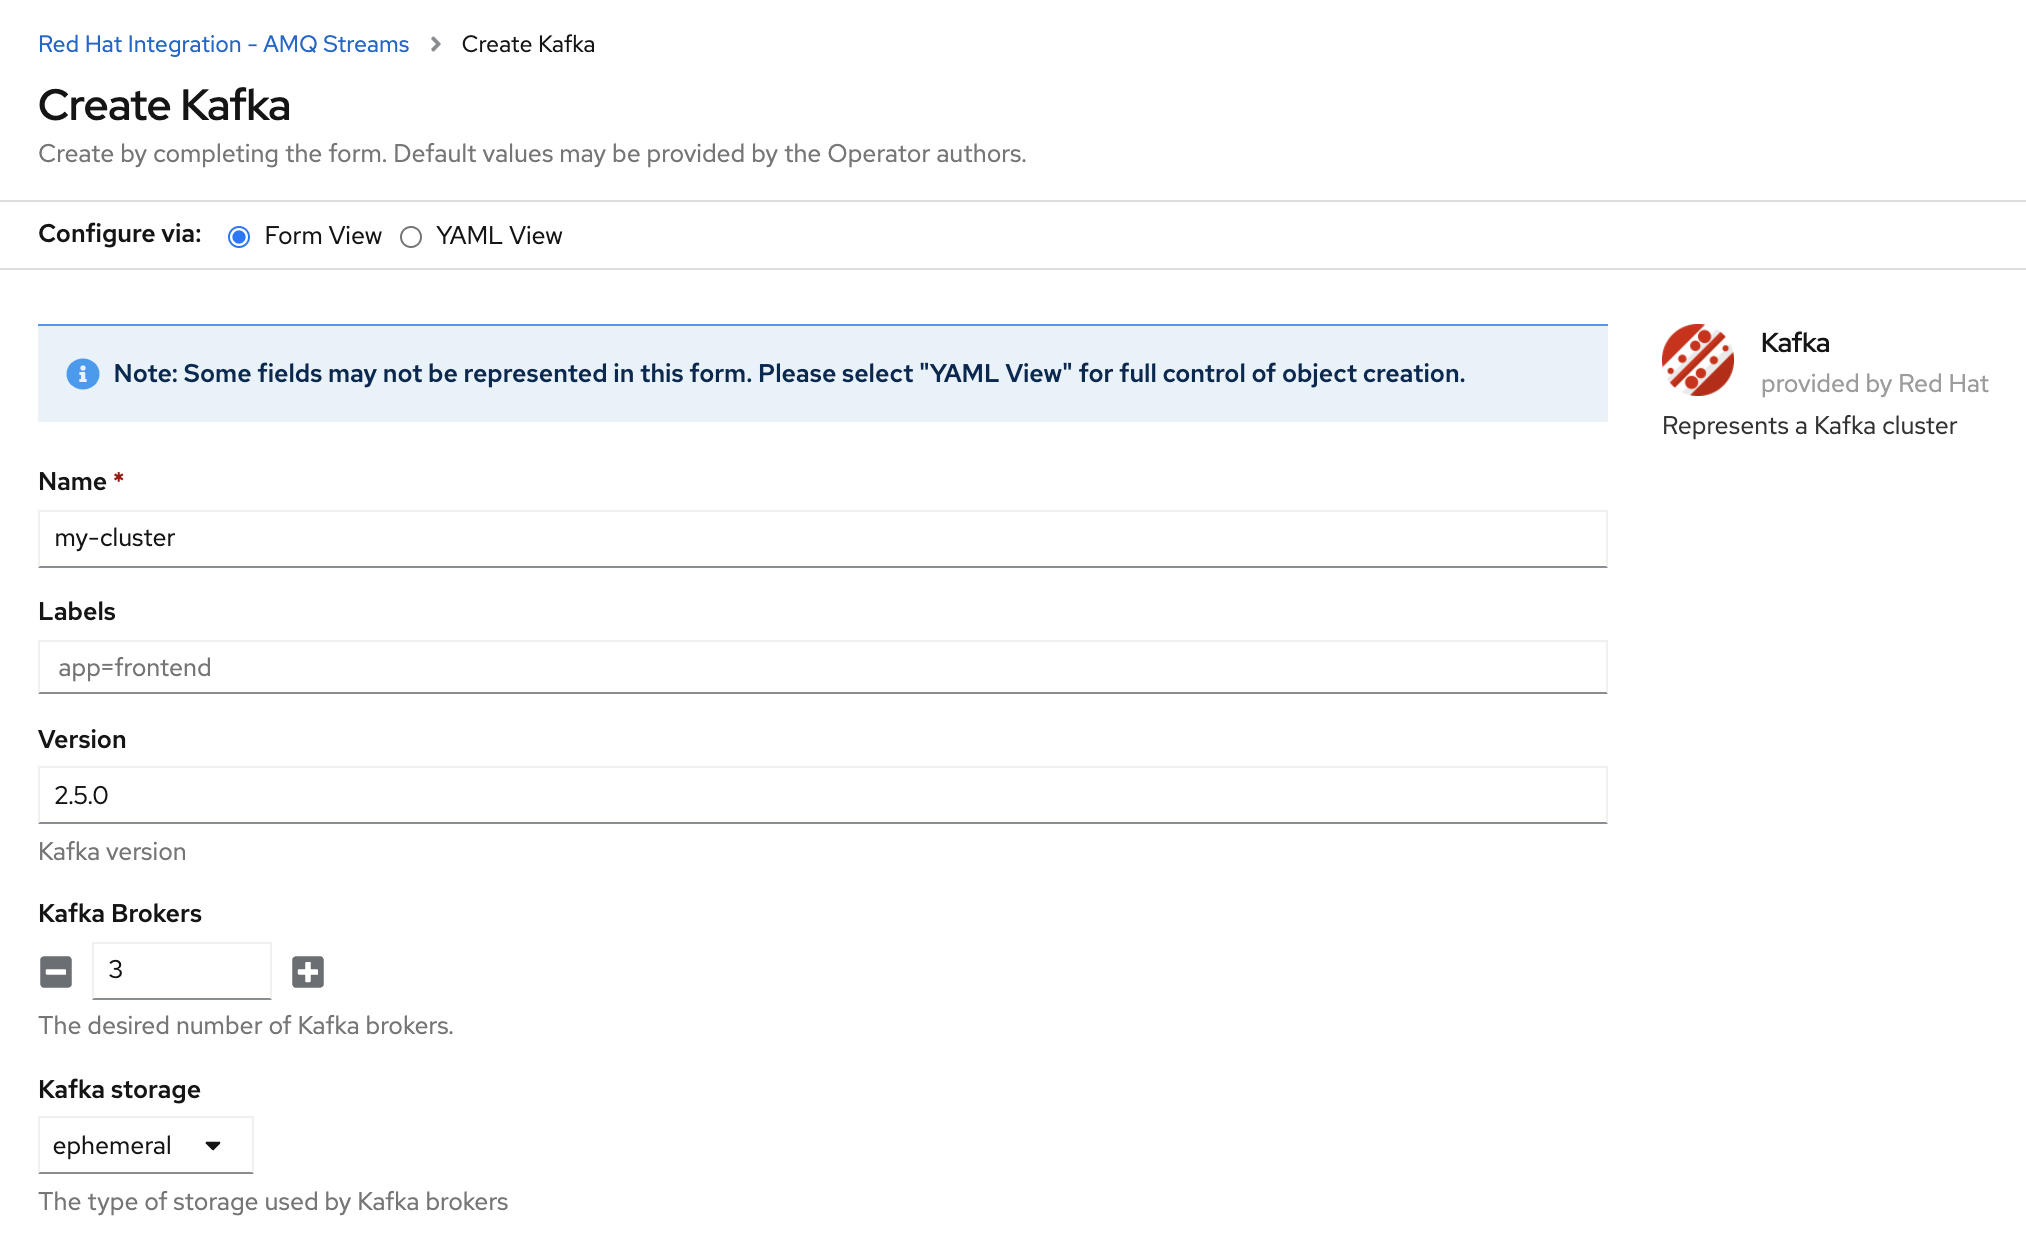 Red Hat Integration - AMQ Streams > Create Kafka
Create Kafka
Create by completing the form. Default values may be provided by the Operator authors.
Configure via: Form View YAML View
Note: Some fields may not be represented in this form. Please select "YAML View" for full control of object creation.
Kafka
provided by Red Hat
Represents a Kafka cluster
Name *
my-cluster
Labels
app=frontend
Version
2.5.0
Kafka version
Kafka Brokers
3
The desired number of Kafka brokers.
Kafka storage
ephemeral
The type of storage used by Kafka brokers